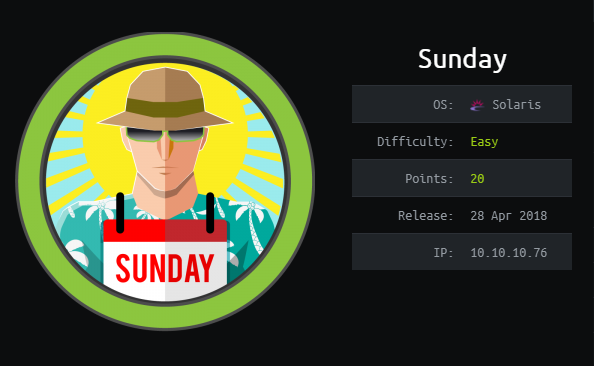 Sunday
OS: Solaris
Difficulty: Easy
Points: 20
Release: 28 Apr 2018
IP: 10.10.10.76
SUNDAY